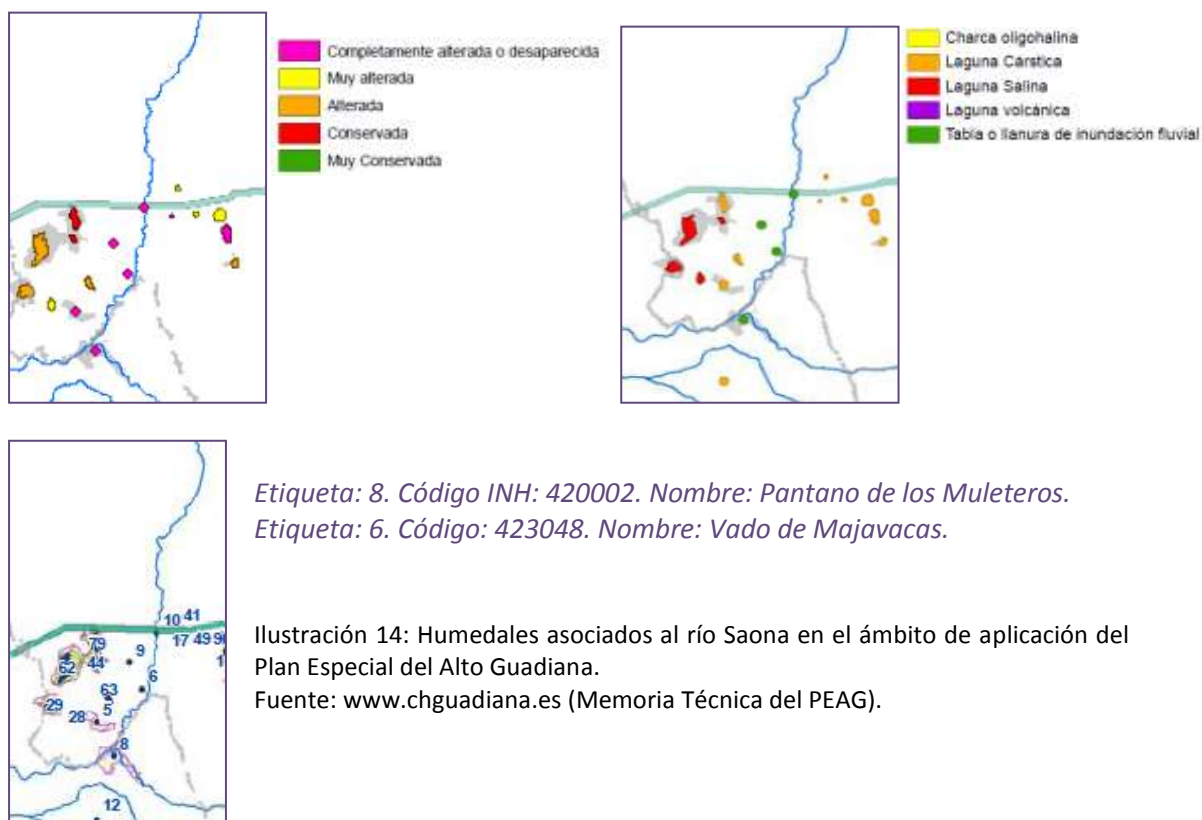 Completamente alterada o desaparecida
Muy alterada
Alterada
Conservada
Muy Conservada
Charca oligohalina
Laguna Cárstica
Laguna Salina
Laguna volcánica
Tabla o llanura de inundación fluvial
Etiqueta: 8. Código INH: 420002. Nombre: Pantano de los Muleteros.
Etiqueta: 6. Código: 423048. Nombre: Vado de Majavacas.
10 41
79
17 49
9
44
62
6
63
29
5
28
8
12
Ilustración 14: Humedales asociados al río Saona en el ámbito de aplicación del
Plan Especial del Alto Guadiana.
Fuente: www.chguadiana.es (Memoria Técnica del PEAG).